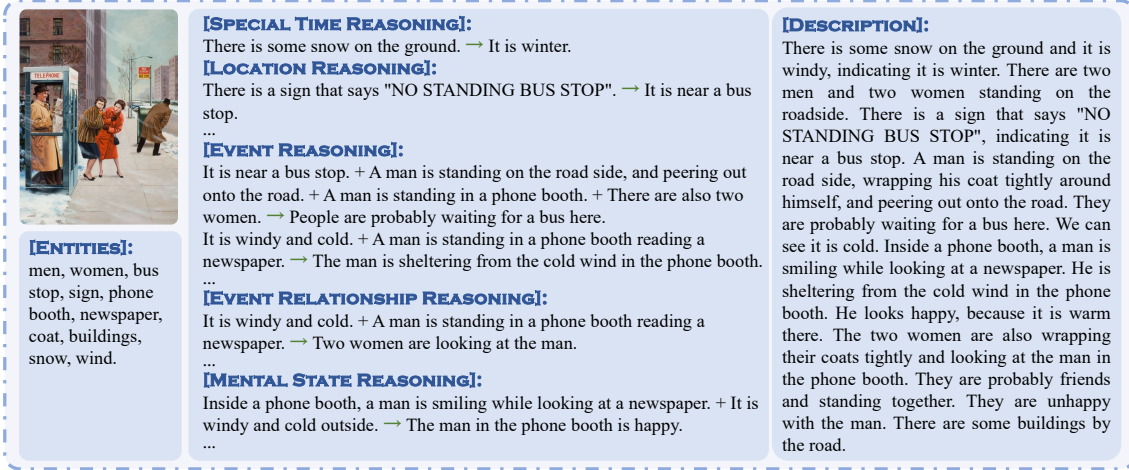 TELEPHONE
[ENTITIES]:
men, women, bus
stop, sign, phone
booth, newspaper,
coat, buildings,
snow, wind.
[SPECIAL TIME REASONING]:
There is some snow on the ground. → It is winter.
[LOCATION REASONING]:
There is a sign that says "NO STANDING BUS STOP". → It is near a bus
stop.
...
[EVENT REASONING]:
It is near a bus stop. + A man is standing on the road side, and peering out
onto the road. + A man is standing in a phone booth. + There are also two
women. → People are probably waiting for a bus here.
It is windy and cold. + A man is standing in a phone booth reading a
newspaper. → The man is sheltering from the cold wind in the phone booth.
...
[EVENT RELATIONSHIP REASONING]:
It is windy and cold. + A man is standing in a phone booth reading a
newspaper. → Two women are looking at the man.
...
[MENTAL STATE REASONING]:
Inside a phone booth, a man is smiling while looking at a newspaper. + It is
windy and cold outside. → The man in the phone booth is happy.
...
[DESCRIPTION]:
There is some snow on the ground and it is
windy, indicating it is winter. There are two
men and two women standing on the
roadside. There is a sign that says "NO
STANDING BUS STOP", indicating it is
near a bus stop. A man is standing on the
road side, wrapping his coat tightly around
himself, and peering out onto the road. They
are probably waiting for a bus here. We can
see it is cold. Inside a phone booth, a man is
smiling while looking at a newspaper. He is
sheltering from the cold wind in the phone
booth. He looks happy, because it is warm
there. The two women are also wrapping
their coats tightly and looking at the man in
the phone booth. They are probably friends
and standing together. They are unhappy
with the man. There are some buildings by
the road.